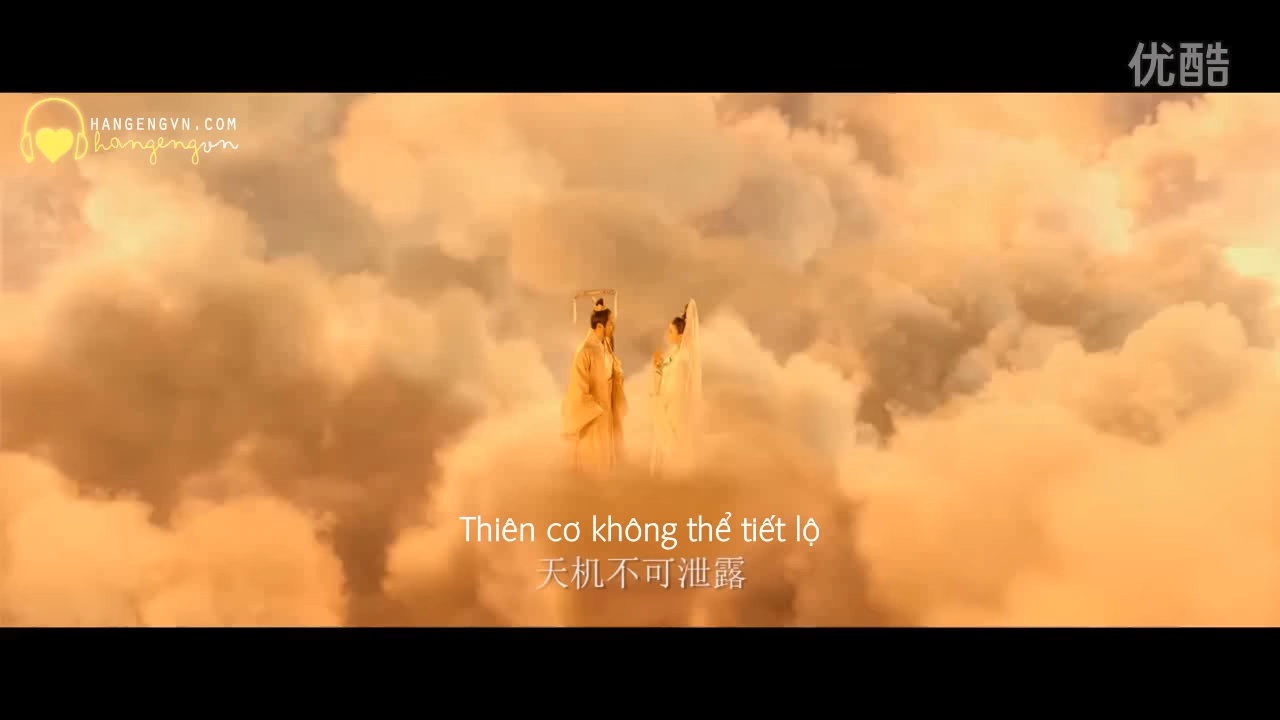 优酷
HANGENGVN.COM
hangengvn
Thiên cơ không thể tiết lộ
天机不可泄露